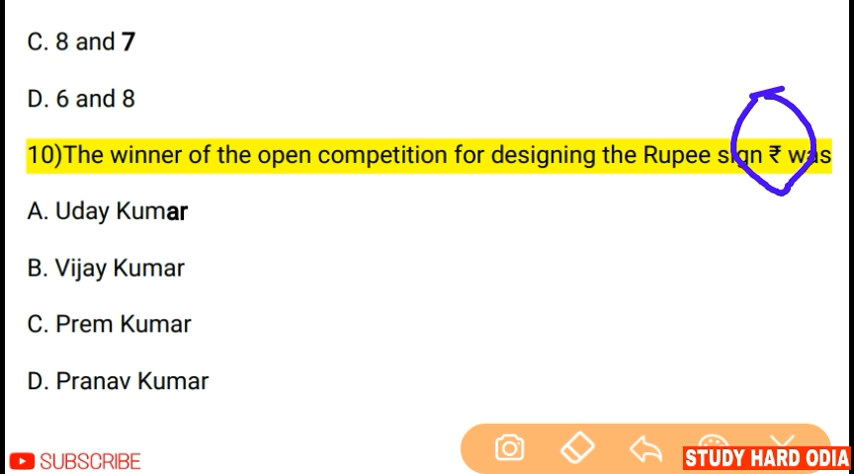 C. 8 and 7
D. 6 and 8
10)The winner of the open competition for designing the Rupee sign ₹ was
A. Uday Kumar
B. Vijay Kumar
C. Prem Kumar
D. Pranav Kumar
SUBSCRIBE
STUDY HARD ODIA